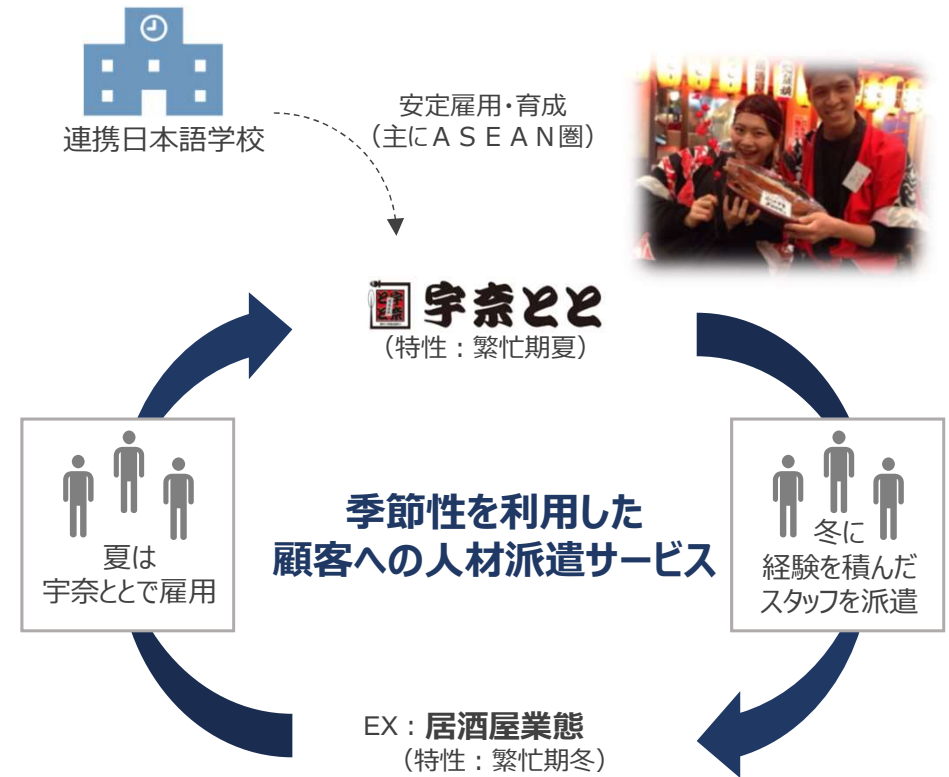 連携日本語学校
安定雇用・育成
（主にＡＳＥＡＮ圏）
宇奈とと
（特性：繁忙期夏）
夏は
宇奈ととで雇用
季節性を利用した
顧客への人材派遣サービス
冬に
経験を積んだ
スタッフを派遣
EX：居酒屋業態
（特性：繁忙期冬）